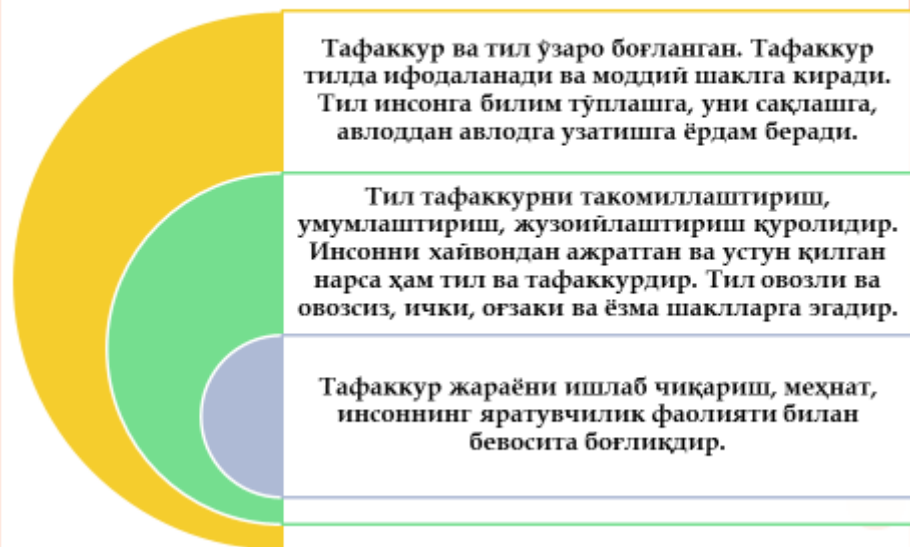 Тафаккур ва тил ўзаро боғланган. Тафаккур
тилда ифодаланади ва моддий шаклга киради.
Тил инсонга билим тўплашга, уни сақлашга,
авлоддан авлодга узатишга ёрдам беради.
Тил тафаккурни такомиллаштириш,
умумлаштириш, жузоийлаштириш қуролидир.
Инсонни хайвондан ажратган ва устун қилган
нарса ҳам тил ва тафаккурдир. Тил овозли ва
овозсиз, ички, оғзаки ва ёзма шаклларга эгадир.
Тафаккур жараёни ишлаб чиқариш, меҳнат,
инсоннинг яратувчилик фаолияти билан
бевосита боғлиқдир.